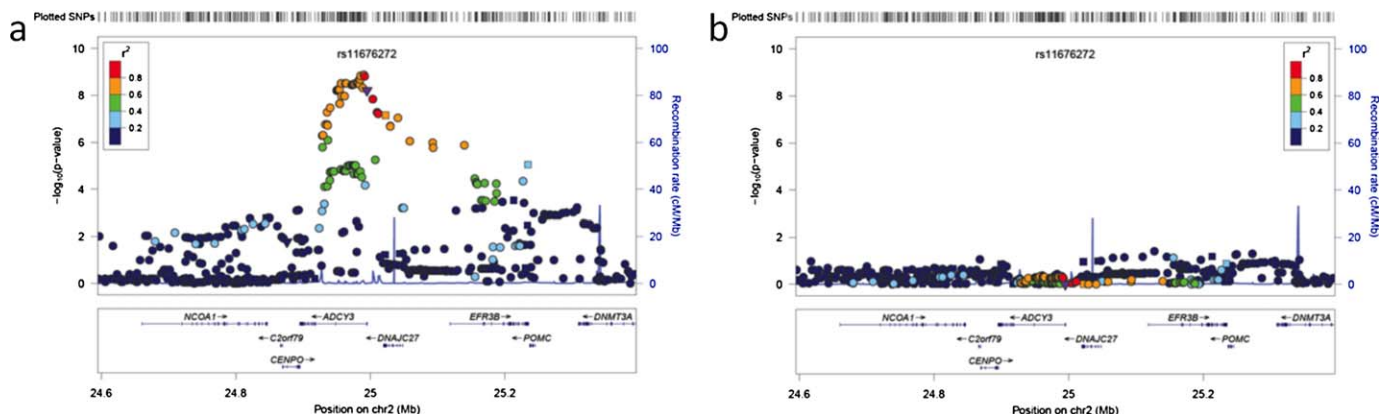 a
Plotted SNPs
rs11676272
r²
0.8
0.6
0.4
0.2
10
8
6
4
2
0
−log10(p−value)
100
80
60
40
20
0
Recombination rate (cM/Mb)
NCOA1→
←ADCY3
EFR3B→
←DNMT3A
←C2orf79
←DNAJC27
←POMC
CENPO→
24.6 24.8 25 25.2
Position on chr2 (Mb)
b
Plotted SNPs
rs11676272
r²
0.8
0.6
0.4
0.2
10
8
6
4
2
0
−log10(p−value)
100
80
60
40
20
0
Recombination rate (cM/Mb)
NCOA1→
←ADCY3
EFR3B→
←DNMT3A
←C2orf79
←DNAJC27
←POMC
CENPO→
24.6 24.8 25 25.2
Position on chr2 (Mb)